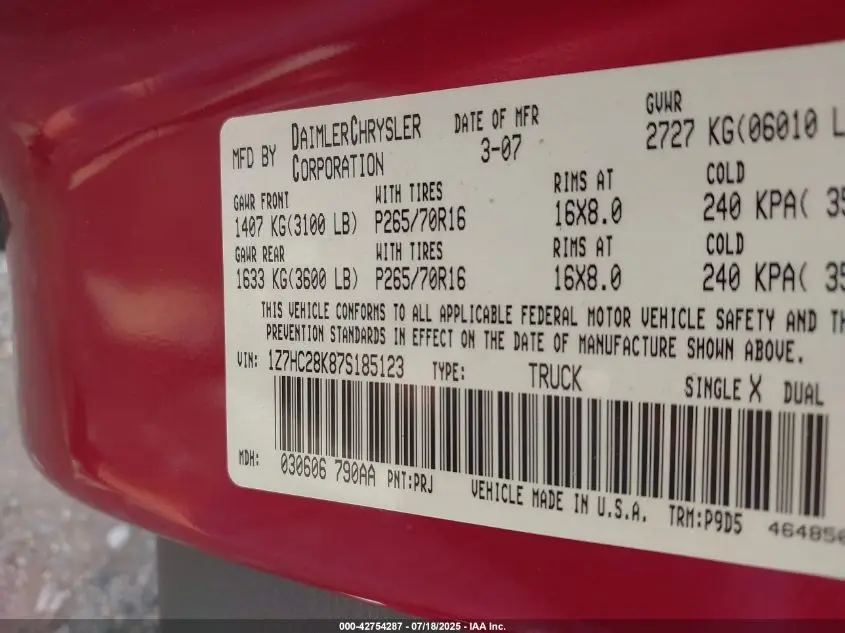 MFD BY DAIMLERCHRYSLER CORPORATION DATE OF MFR 3-07 GVWR 2727 KG(06010 L
GAWR FRONT WITH TIRES RIMS AT COLD
1407 KG(3100 LB) P265/70R16 16X8.0 240 KPA( 35
GAWR REAR WITH TIRES RIMS AT COLD
1633 KG(3600 LB) P265/70R16 16X8.0 240 KPA( 35
THIS VEHICLE CONFORMS TO ALL APPLICABLE FEDERAL MOTOR VEHICLE SAFETY AND TH
PREVENTION STANDARDS IN EFFECT ON THE DATE OF MANUFACTURE SHOWN ABOVE.
VIN: 1Z7HC28K87S185123 TYPE: TRUCK SINGLE X DUAL
MDH: 030606 790AA PNT:PRJ VEHICLE MADE IN U.S.A. TRM:P9D5 464850
000-42754287 - 07/18/2025 - IAA Inc.